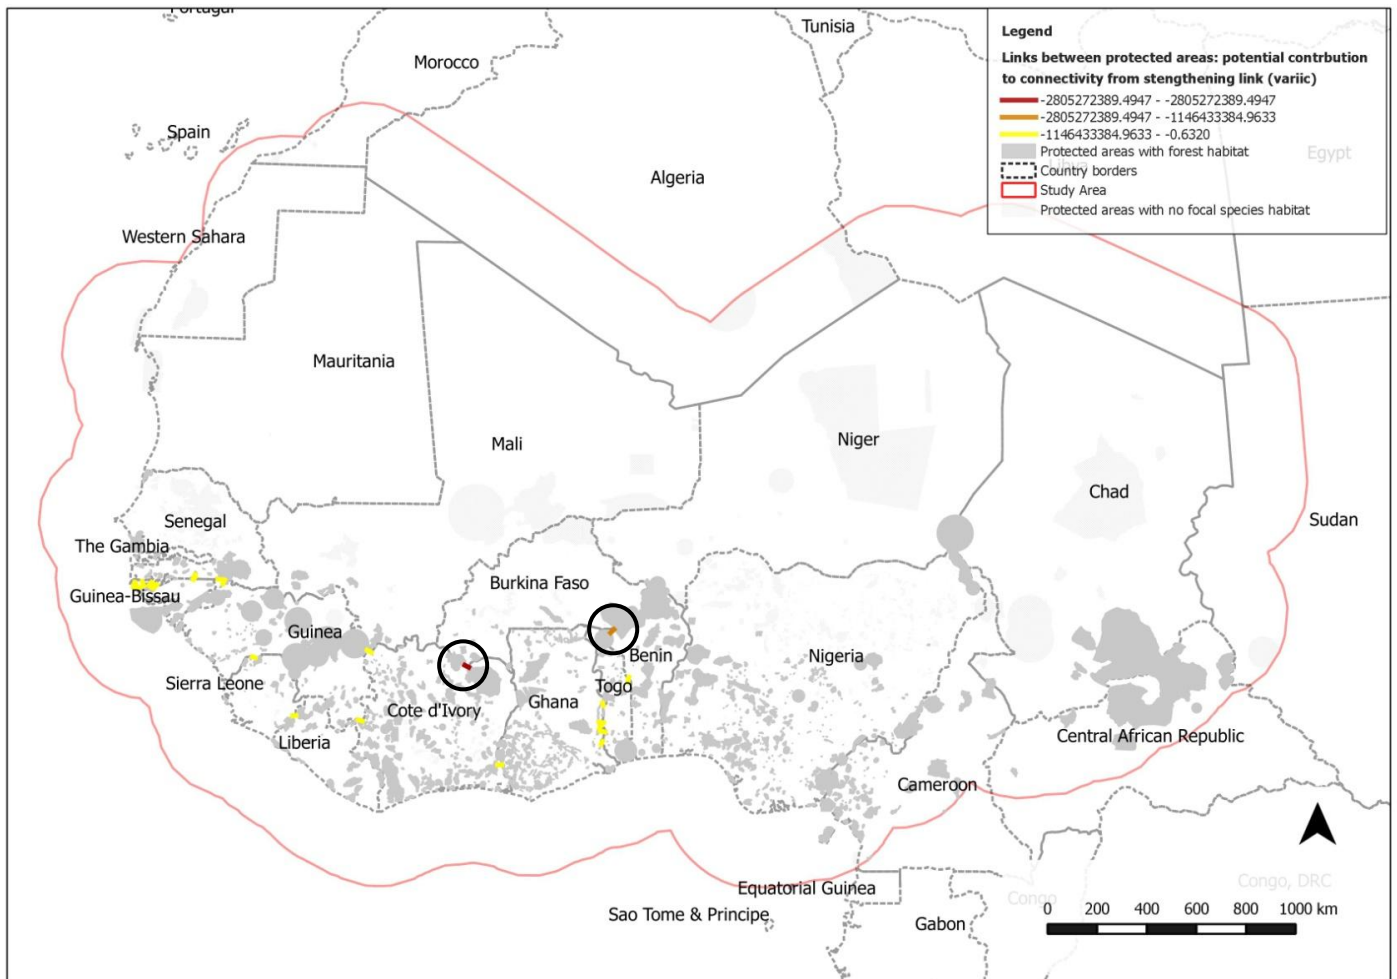 Portugal
Tunisia
Morocco
Legend
Links between protected areas: potential contrbution
to connectivity from stengthening link (variic)
-2805272389.4947 - -2805272389.4947
-2805272389.4947 - -1146433384.9633
-1146433384.9633 - -0.6320
Protected areas with forest habitat
Country borders
Study Area
Protected areas with no focal species habitat
Libya
Egypt
Spain
Algeria
Western Sahara
Mauritania
Mali
Niger
Chad
Sudan
Senegal
The Gambia
Guinea-Bissau
Burkina Faso
Guinea
Benin
Nigeria
Sierra Leone
Togo
Ghana
Cote d'Ivory
Liberia
Central African Republic
Cameroon
Equatorial Guinea
Sao Tome & Principe
Gabon
Congo
Congo, DRC
0 200 400 600 800 1000 km